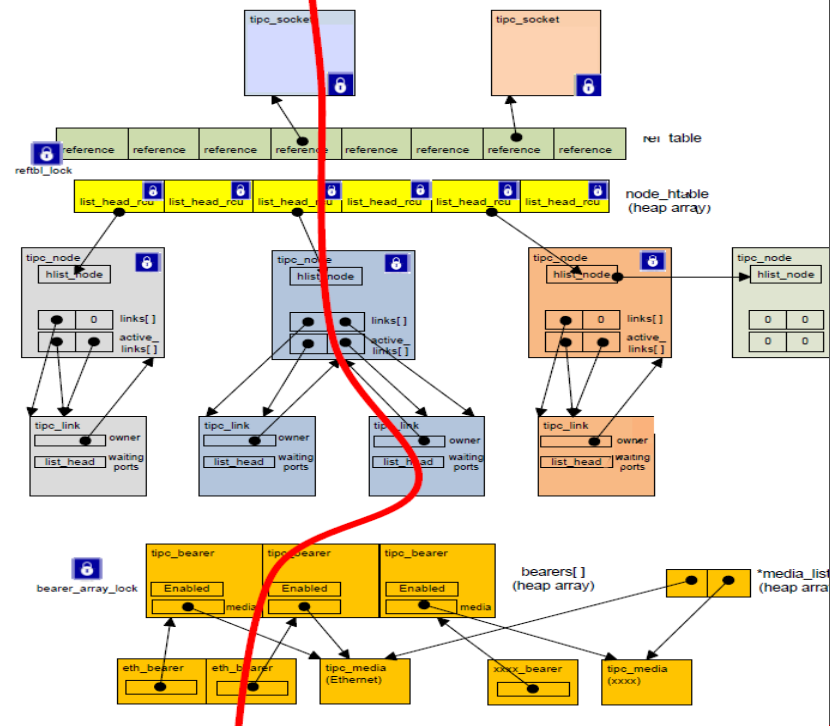 tipc_socket
tipc_socket
reference reference reference reference reference reference reference reference
table
reftbl_lock
list_head_rcu list_head_rcu list_head_rcu list_head_rcu list_head_rcu list_head_rcu
node_htable
(heap array)
tipc_node
hlist_node
0
links[ ]
active_
links[ ]
tipc_node
hlist_node
links[ ]
active_
links[ ]
tipc_node
hlist_node
0
links[ ]
active_
links[ ]
tipc_node
hlist_node
0 0
0 0
tipc_link
owner
list_head
waiting
ports
tipc_link
owner
list_head
waiting
ports
tipc_link
owner
list_head
waiting
ports
tipc_link
owner
list_head
waiting
ports
bearer_array_lock
tipc_bearer
Enabled
media
tipc_bearer
Enabled
tipc_bearer
Enabled
media
bearers[ ]
(heap array)
*media_list
(heap arra
eth_bearer
eth_bearer
tipc_media
(Ethernet)
xxxx_bearer
tipc_media
(xxxx)